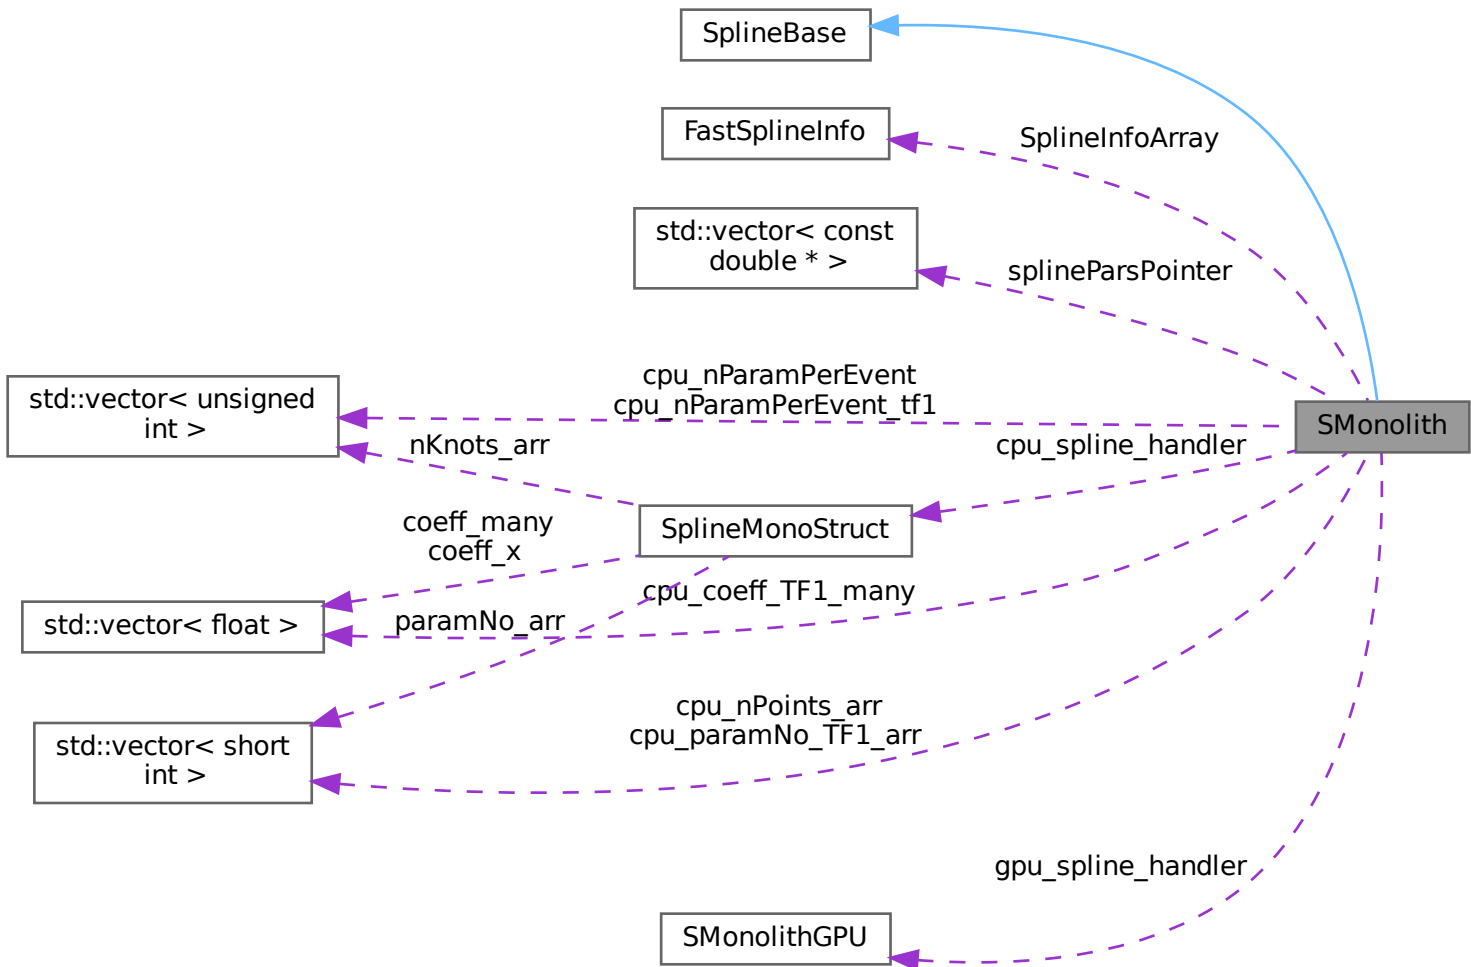 SplineBase
FastSplineInfo
SplineInfoArray
std::vector< const
double * >
splineParsPointer
cpu_nParamPerEvent
cpu_nParamPerEvent_tf1
std::vector< unsigned
int >
SMonolith
nKnots_arr
cpu_spline_handler
coeff_many
coeff_x
SplineMonoStruct
cpu_coeff_TF1_many
std::vector< float >
paramNo_arr
cpu_nPoints_arr
cpu_paramNo_TF1_arr
std::vector< short
int >
gpu_spline_handler
SMonolithGPU